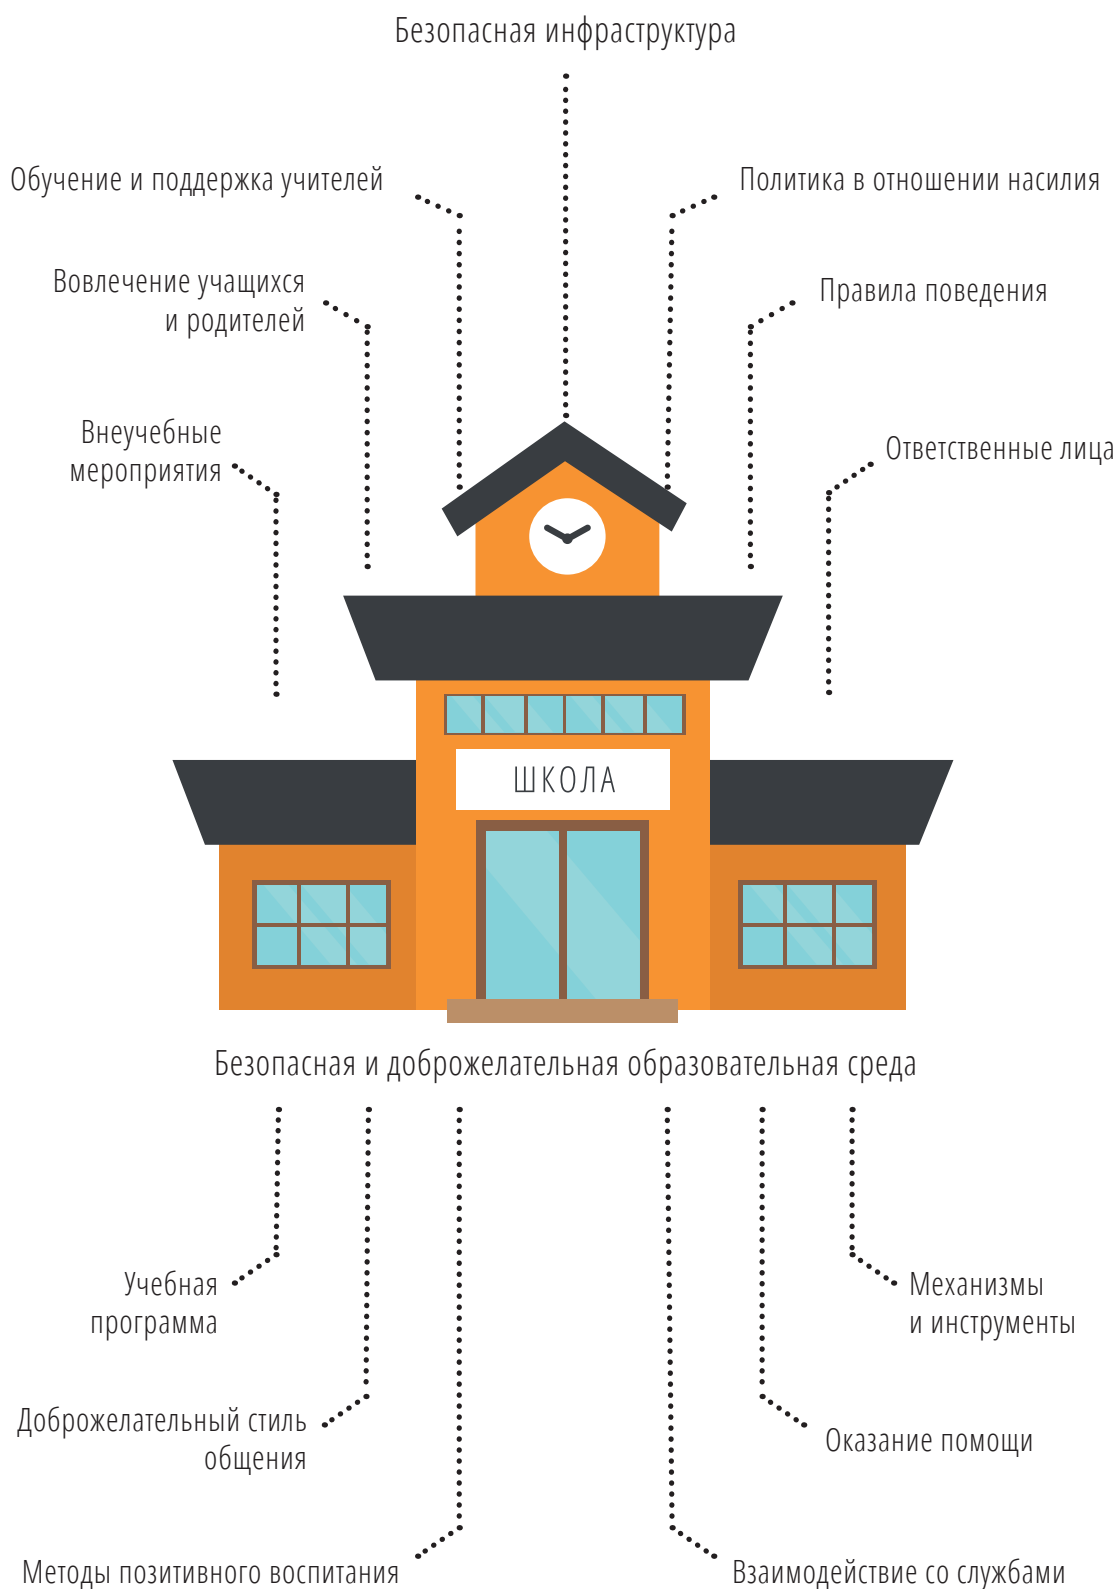 Безопасная инфраструктура
Обучение и поддержка учителей
Политика в отношении насилия
Вовлечение учащихся
и родителей
Правила поведения
Внеучебные
мероприятия
Ответственные лица
ШКОЛА
Безопасная и доброжелательная образовательная среда
Учебная
программа
Механизмы
и инструменты
Доброжелательный стиль
общения
Оказание помощи
Методы позитивного воспитания
Взаимодействие со службами